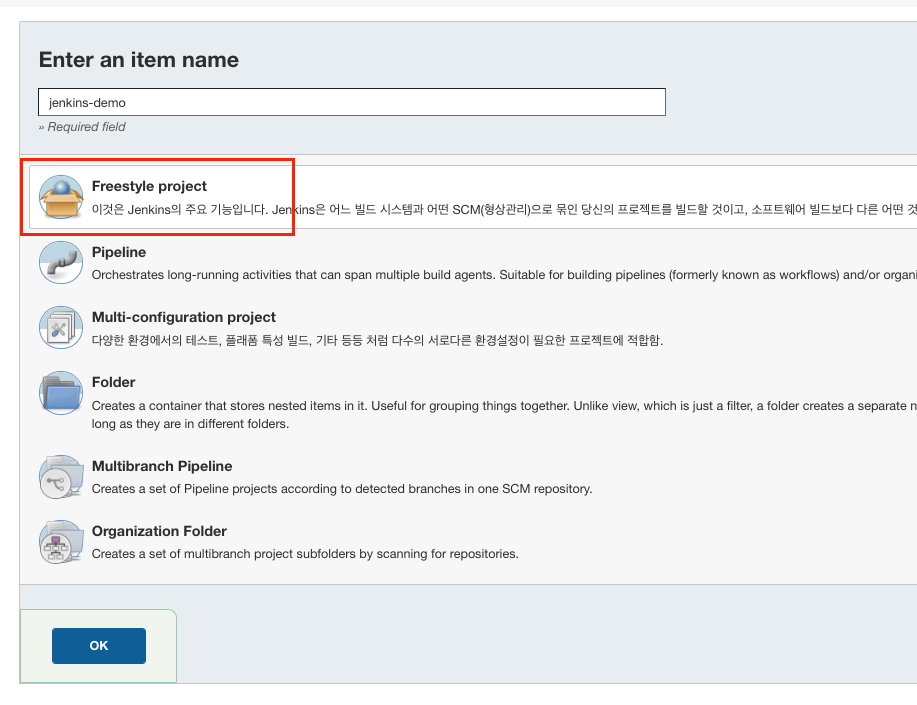 Enter an item name
jenkins-demo
» Required field
Freestyle project
이것은 Jenkins의 주요 기능입니다. Jenkins은 어느 빌드 시스템과 어떤 SCM(형상관리)으로 묶인 당신의 프로젝트를 빌드할 것이고, 소프트웨어 빌드보다 다른 어떤
Pipeline
Orchestrates long-running activities that can span multiple build agents. Suitable for building pipelines (formerly known as workflows) and/or
Multi-configuration project
다양한 환경에서의 테스트, 플래폼 특성 빌드, 기타 등등 처럼 다수의 서로다른 환경설정이 필요한 프로젝트에 적합함.
Folder
Creates a container that stores nested items in it. Useful for grouping things together. Unlike view, which is just a filter, a folder creates a separate
long as they are in different folders.
Multibranch Pipeline
Creates a set of Pipeline projects according to detected branches in one SCM repository.
Organization Folder
Creates a set of multibranch project subfolders by scanning for repositories.
OK